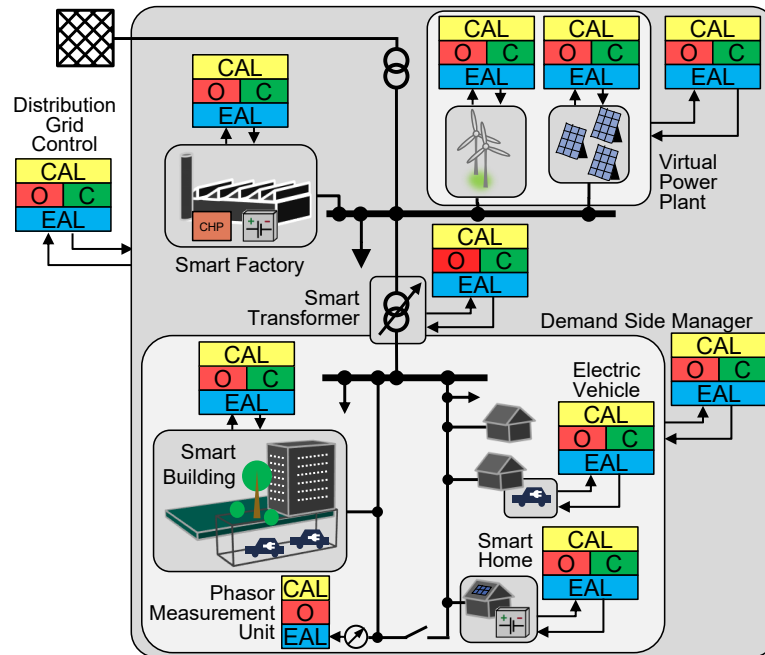 CAL
O C
EAL
CAL
O C
EAL
CAL
O C
EAL
CAL
O C
EAL
Distribution
Grid
Control
CAL
O C
EAL
Virtual
Power
Plant
CHP
+ -
Smart Factory
CAL
O C
EAL
Smart
Transformer
Demand Side Manager
CAL
O C
EAL
CAL
O C
EAL
Electric
Vehicle
CAL
O C
EAL
Smart
Building
Smart
Home
CAL
O C
EAL
+ -
Phasor
Measurement
Unit
CAL
O
EAL